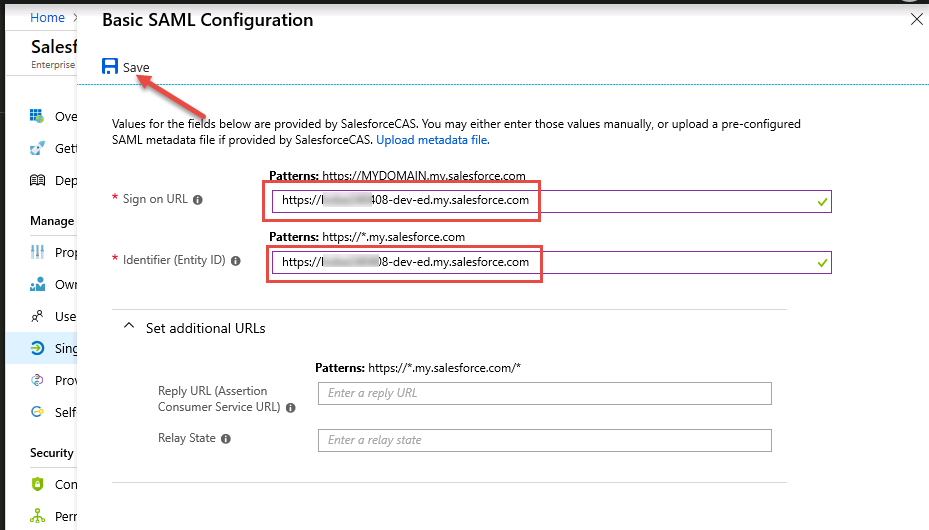 Home >
Basic SAML Configuration
Salesf
Enterprise
Save
Values for the fields below are provided by SalesforceCAS. You may either enter those values manually, or upload a pre-configured
SAML metadata file if provided by SalesforceCAS. Upload metadata file.
Patterns: https://MYDOMAIN.my.salesforce.com
* Sign on URL
https:// 408-dev-ed.my.salesforce.com
Patterns: https://*.my.salesforce.com
* Identifier (Entity ID)
https:// 08-dev-ed.my.salesforce.com
Set additional URLs
Patterns: https://*.my.salesforce.com/*
Reply URL (Assertion
Consumer Service URL)
Enter a reply URL
Relay State
Enter a relay state
Ove
Gett
Dep
Manage
Prop
Own
Use
Sing
Prov
Self
Security
Con
Perr